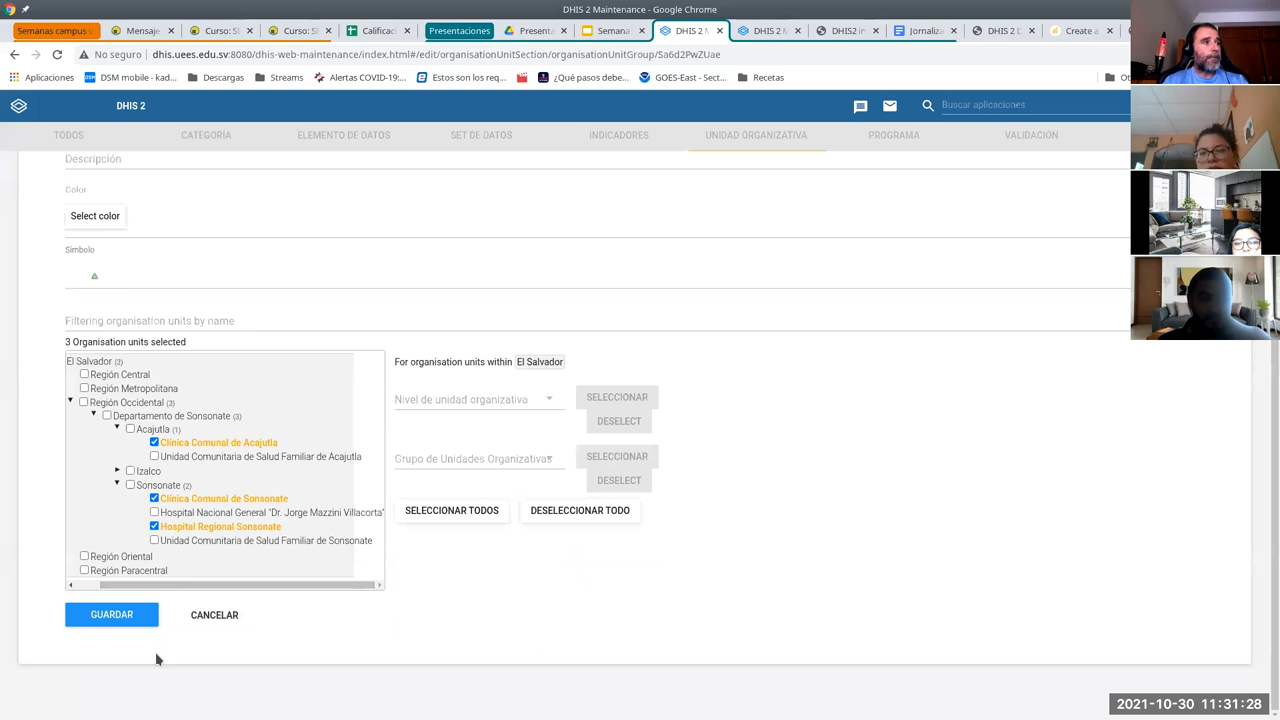 DHIS 2 Maintenance - Google Chrome
Semanas campus v
Mensaje
Curso: SI
Curso: SI
Calificac
Presentaciones
Presenta
Semana
DHIS2 M
DHIS2 M
DHIS2 in
Jornaliza
DHIS2 D
Create a
No seguro
dhis.uees.edu.sv:8080/dhis-web-maintenance/index.html#/edit/organisationUnitSection/organisationUnitGroup/Sa6d2PwZUae
Aplicaciones
DSM mobile - kad...
Descargas
Streams
Alertas COVID-19:...
Estos son los req...
¿Qué pasos debe...
GOES-East - Sect...
Recetas
DHIS 2
Buscar aplicaciones
TODOS
CATEGORÍA
ELEMENTO DE DATOS
SET DE DATOS
INDICADORES
UNIDAD ORGANIZATIVA
PROGRAMA
VALIDACIÓN
Descripción
Color
Select color
Símbolo
Filtering organisation units by name
3 Organisation units selected
El Salvador (3)
Región Central
Región Metropolitana
Región Occidental (3)
Departamento de Sonsonate (3)
Acajutla (1)
Clínica Comunal de Acajutla
Unidad Comunitaria de Salud Familiar de Acajutla
Izalco
Sonsonate (2)
Clínica Comunal de Sonsonate
Hospital Nacional General "Dr. Jorge Mazzini Villacorta"
Hospital Regional Sonsonate
Unidad Comunitaria de Salud Familiar de Sonsonate
Región Oriental
Región Paracentral
For organisation units within El Salvador
Nivel de unidad organizativa
SELECCIONAR
DESELECT
Grupo de Unidades Organizativas
SELECCIONAR
DESELECT
SELECCIONAR TODOS
DESELECCIONAR TODO
GUARDAR
CANCELAR
2021-10-30 11:31:28